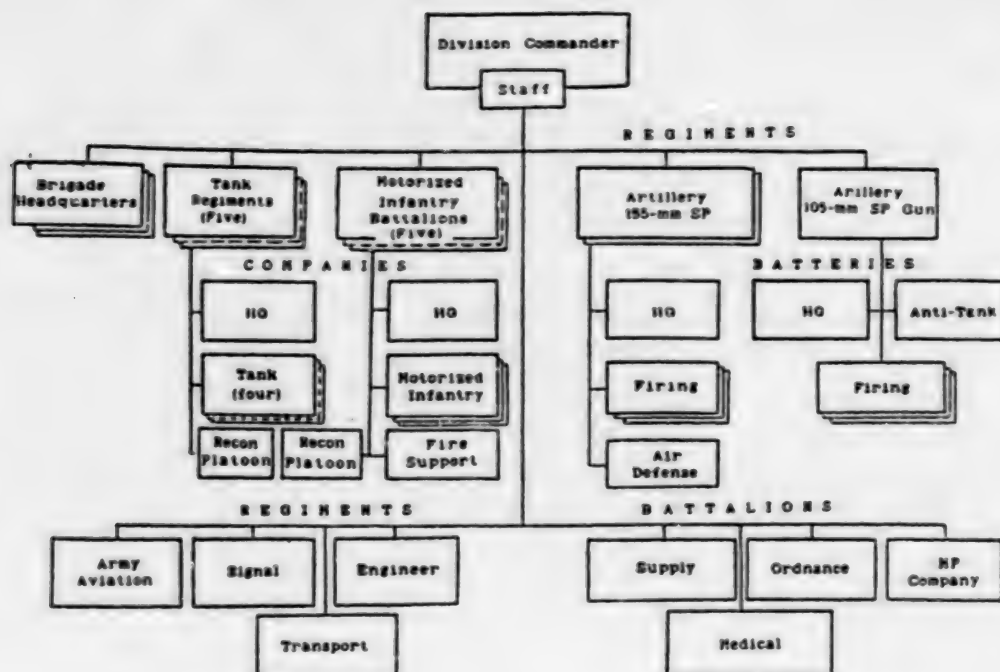 Division Commander
Staff
REGIMENTS
Brigade
Headquarters
Tank
Regiments
(Five)
Motorized
Infantry
Battalions
(Five)
Artillery
155-mm SP
Arillery
105-mm SP Gun
COMPANIES
BATTERIES
HQ
HQ
HQ
HQ
Anti-Tank
Tank
(four)
Motorized
Infantry
Firing
Firing
Recon
Platoon
Recon
Platoon
Fire
Support
Air
Defense
REGIMENTS
BATTALIONS
Army
Aviation
Signal
Engineer
Supply
Ordnance
MP
Company
Transport
Medical